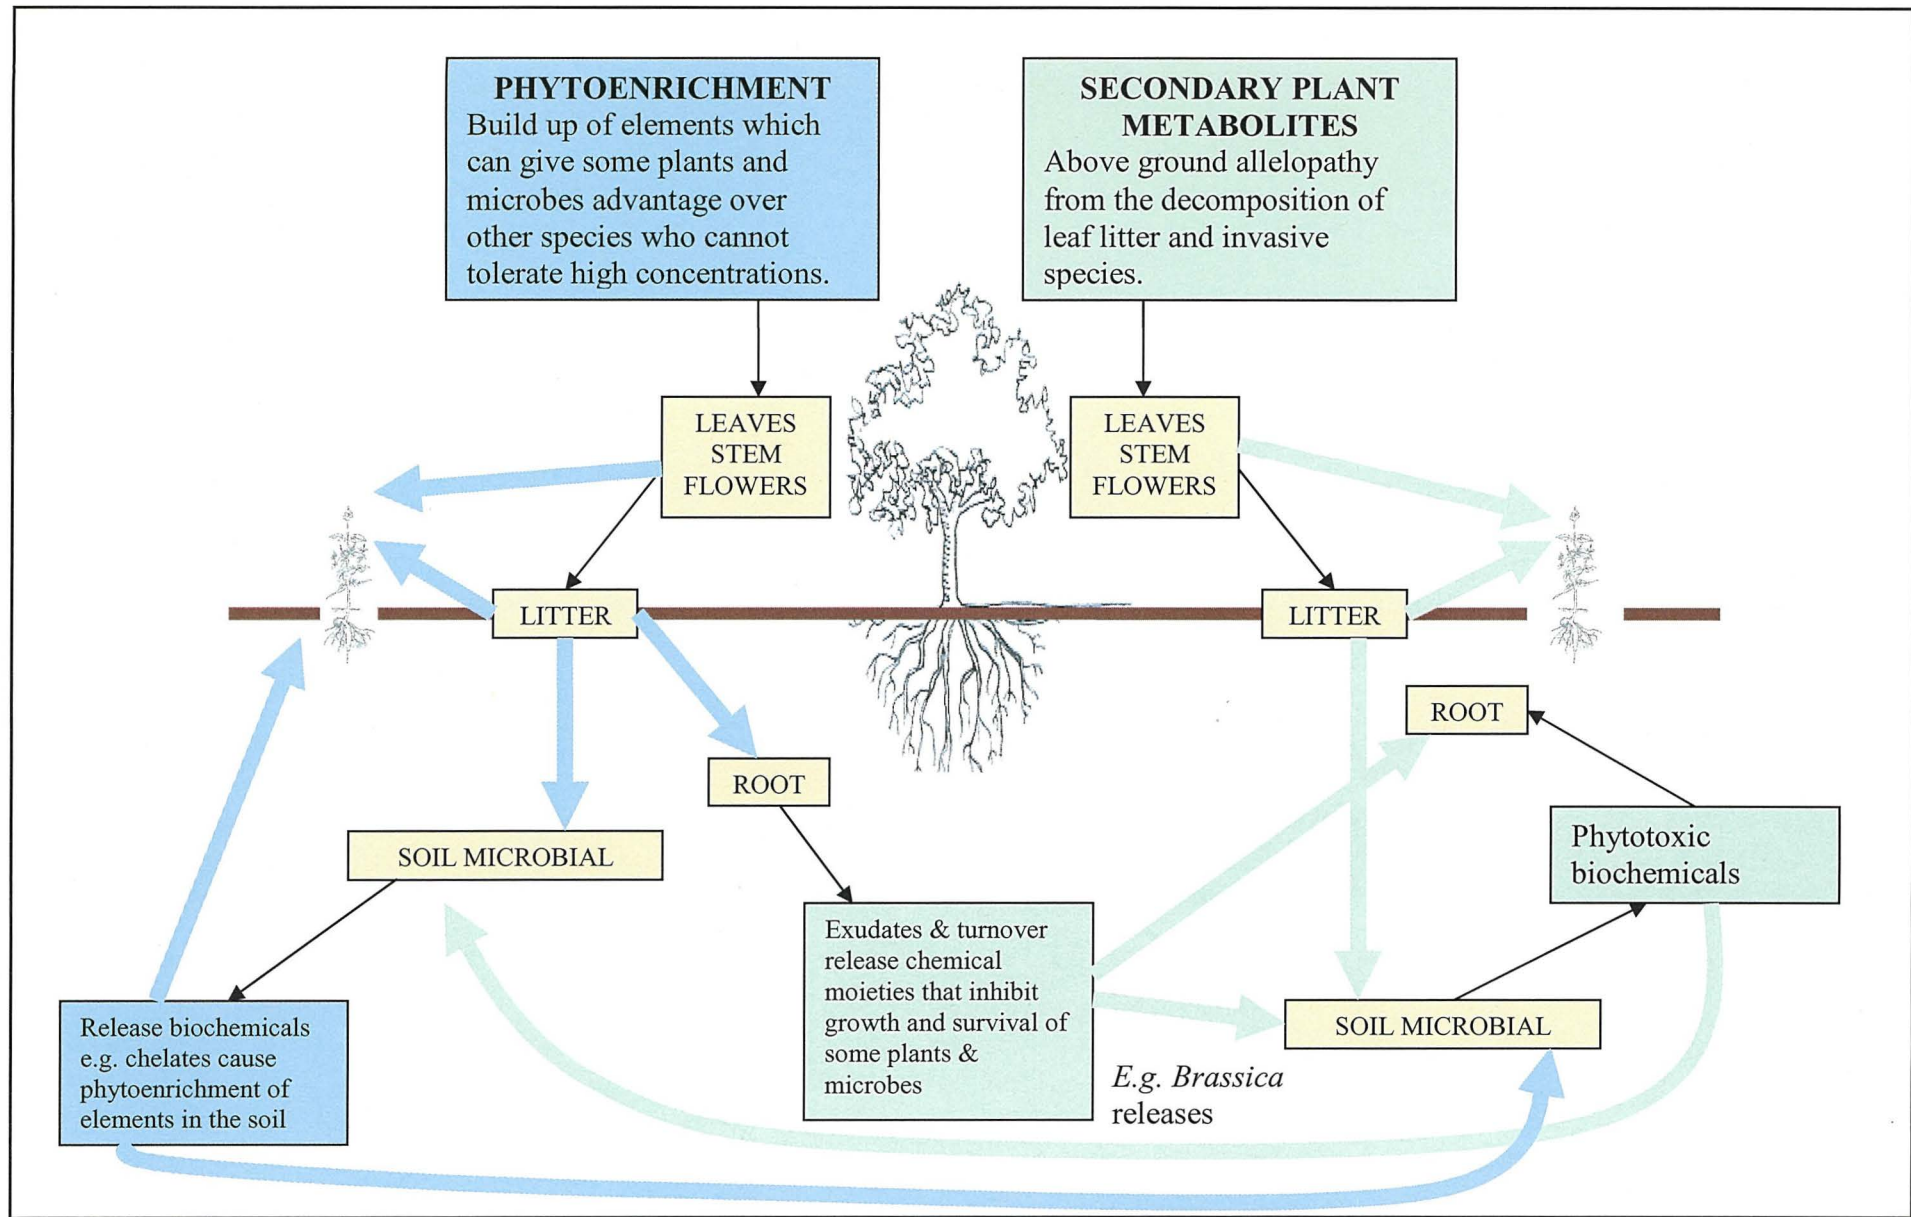 PHYTOENRICHMENT
Build up of elements which
can give some plants and
microbes advantage over
other species who cannot
tolerate high concentrations.
SECONDARY PLANT
METABOLITES
Above ground allelopathy
from the decomposition of
leaf litter and invasive
species.
LEAVES
STEM
FLOWERS
LEAVES
STEM
FLOWERS
LITTER
LITTER
ROOT
ROOT
SOIL MICROBIAL
Phytotoxic
biochemicals
Exudates & turnover
release chemical
moieties that inhibit
growth and survival of
some plants &
microbes
Release biochemicals
e.g. chelates cause
phytoenrichment of
elements in the soil
SOIL MICROBIAL
E.g. Brassica
releases